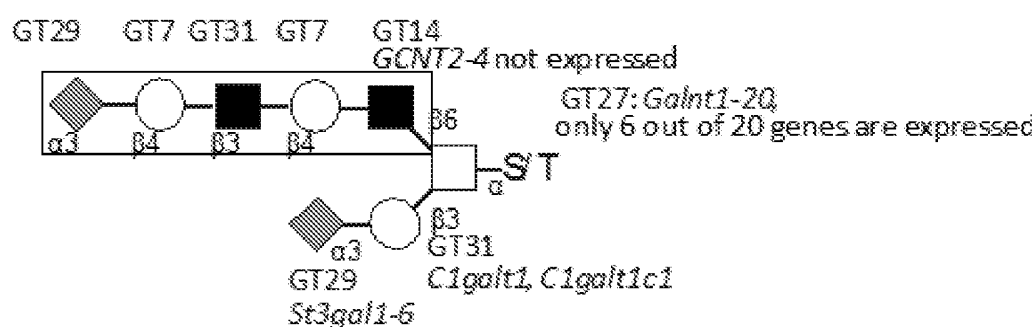 GT29 GT7 GT31 GT7 GT14
GCNT2-4 not expressed
GT27: Galnt1-20,
only 6 out of 20 genes are expressed
α3 β4 β3 β4 β6
α S/T
α3 β3
GT31
GT29 C1galt1, C1galt1c1
St3gal1-6